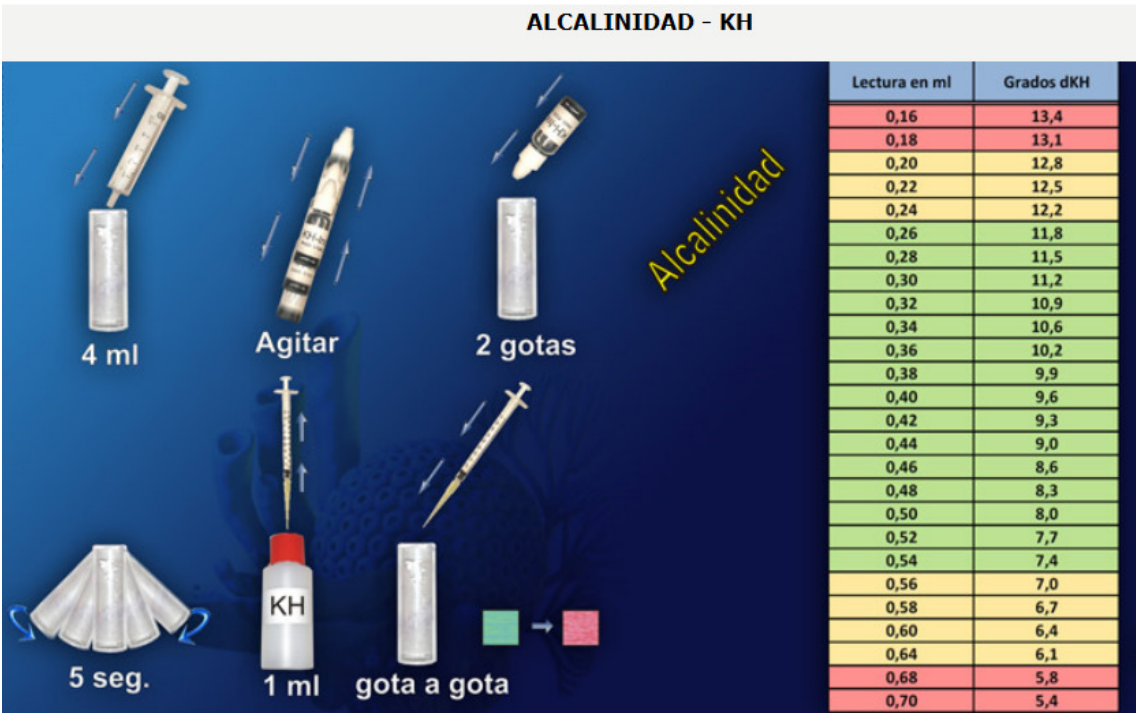 ALCALINIDAD - KH
4 ml
Agitar
2 gotas
5 seg.
KH
1 ml
gota a gota
Alcalinidad
Lectura en ml Grados dKH
0,16 13,4
0,18 13,1
0,20 12,8
0,22 12,5
0,24 12,2
0,26 11,8
0,28 11,5
0,30 11,2
0,32 10,9
0,34 10,6
0,36 10,2
0,38 9,9
0,40 9,6
0,42 9,3
0,44 9,0
0,46 8,6
0,48 8,3
0,50 8,0
0,52 7,7
0,54 7,4
0,56 7,0
0,58 6,7
0,60 6,4
0,64 6,1
0,68 5,8
0,70 5,4